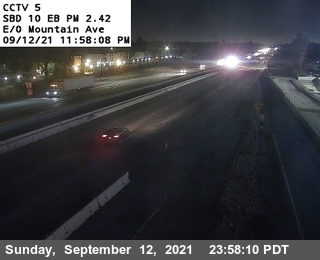 CCTV 5
SBD 10 EB PM 2.42
E/O Mountain Ave
09/12/21 11:58:08 PM
Sunday, September 12, 2021 23:58:10 PDT